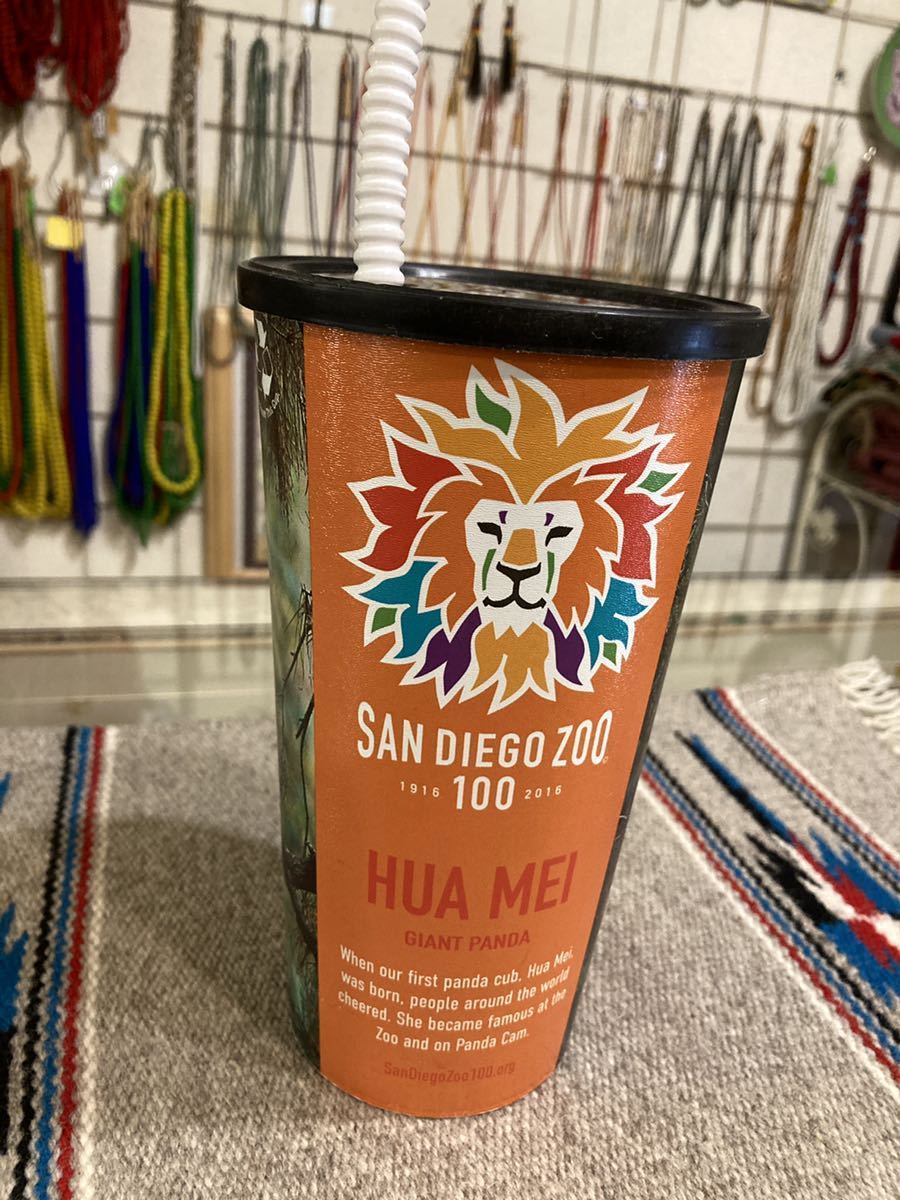 SAN DIEGO ZOO
1916 100 2016
HUA MEI
GIANT PANDA
When our first panda cub, Hua Mei,
was born, people around the world
cheered. She became famous at the
Zoo and on Panda Cam.
SanDiegoZoo100.org